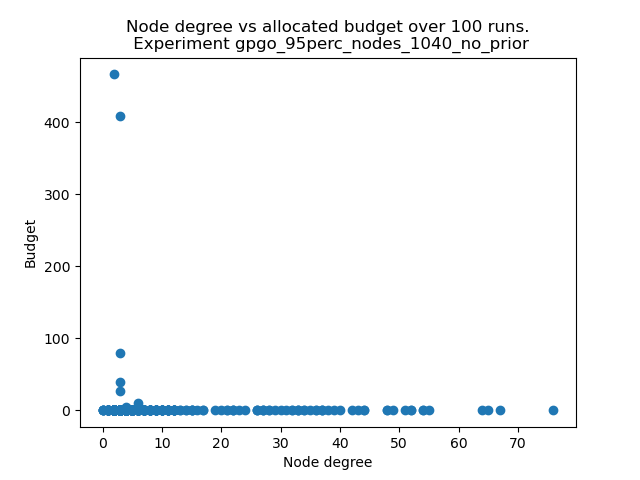 Node degree vs allocated budget over 100 runs.
Experiment gpgo_95perc_nodes_1040_no_prior
Budget
400
300
200
100
0
0 10 20 30 40 50 60 70
Node degree